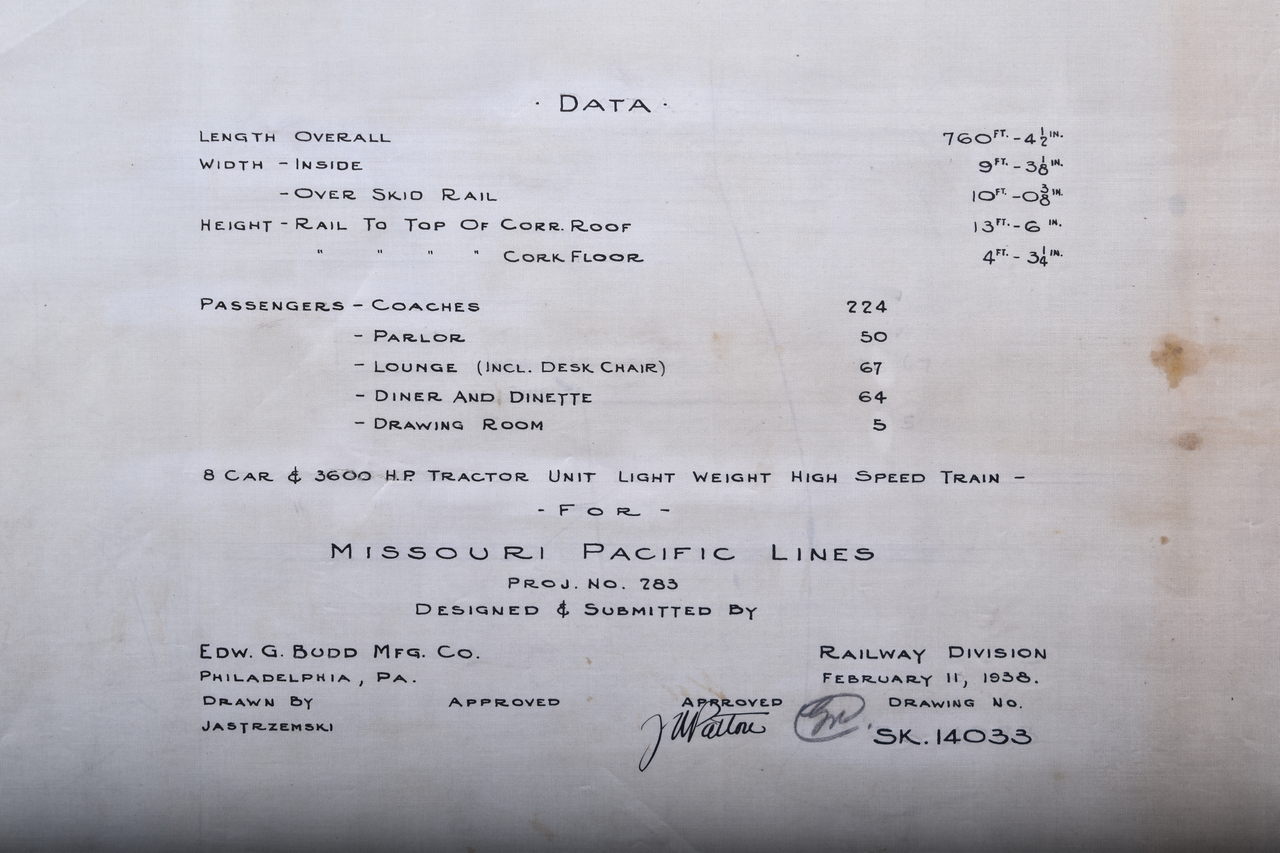 · DATA ·
LENGTH OVERALL 760FT.-4½IN.
WIDTH - INSIDE 9FT.-3⅛IN.
- OVER SKID RAIL 10FT.-0⅜IN.
HEIGHT - RAIL TO TOP OF CORR. ROOF 13FT.-6 IN.
" " " " CORK FLOOR 4FT.-3¼IN.
PASSENGERS - COACHES 224
- PARLOR 50
- LOUNGE (INCL. DESK CHAIR) 67
- DINER AND DINETTE 64
- DRAWING ROOM 5
8 CAR & 3600 H.P. TRACTOR UNIT LIGHT WEIGHT HIGH SPEED TRAIN -
- FOR -
MISSOURI PACIFIC LINES
PROJ. NO. 283
DESIGNED & SUBMITTED BY
EDW. G. BUDD MFG. CO. RAILWAY DIVISION
PHILADELPHIA, PA. FEBRUARY 11, 1938.
DRAWN BY APPROVED APPROVED DRAWING NO.
JASTRZEMSKI SK. 14033